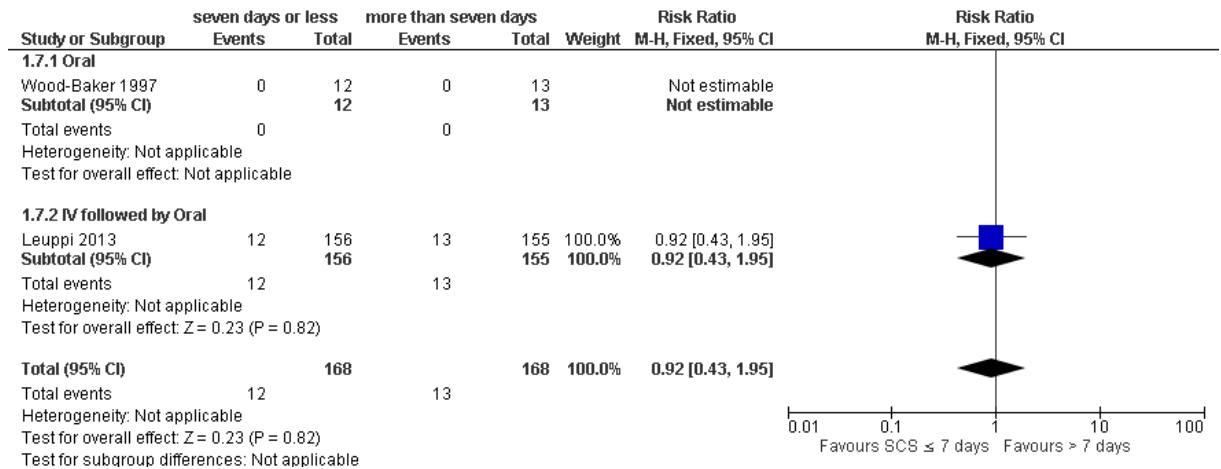 seven days or less more than seven days Risk Ratio Risk Ratio
Study or Subgroup Events Total Events Total Weight M-H, Fixed, 95% CI M-H, Fixed, 95% CI
1.7.1 Oral
Wood-Baker 1997 0 12 0 13 Not estimable
Subtotal (95% CI) 12 13 Not estimable
Total events 0 0
Heterogeneity: Not applicable
Test for overall effect: Not applicable
1.7.2 IV followed by Oral
Leuppi 2013 12 156 13 155 100.0% 0.92 [0.43, 1.95]
Subtotal (95% CI) 156 155 100.0% 0.92 [0.43, 1.95]
Total events 12 13
Heterogeneity: Not applicable
Test for overall effect: Z = 0.23 (P = 0.82)
Total (95% CI) 168 168 100.0% 0.92 [0.43, 1.95]
Total events 12 13
Heterogeneity: Not applicable
Test for overall effect: Z = 0.23 (P = 0.82)
Test for subgroup differences: Not applicable
0.01 0.1 1 10 100
Favours SCS ≤ 7 days Favours > 7 days